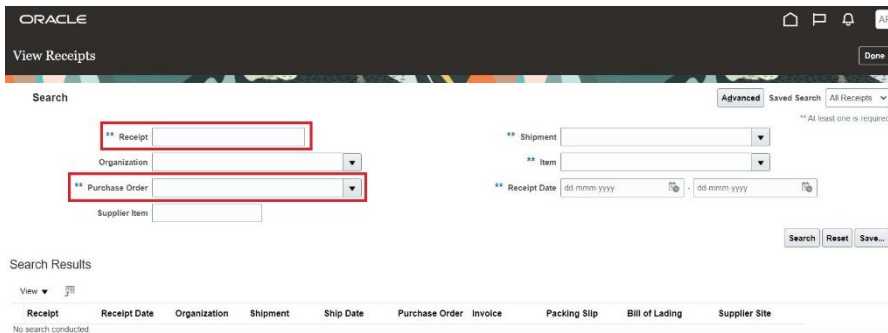 ORACLE
View Receipts
Done
Search
Advanced Saved Search All Receipts
** At least one is required
** Receipt
** Shipment
Organization
** Item
** Purchase Order
** Receipt Date dd-mmm-yyyy - dd-mmm-yyyy
Supplier Item
Search Reset Save...
Search Results
View
Receipt Receipt Date Organization Shipment Ship Date Purchase Order Invoice Packing Slip Bill of Lading Supplier Site
No search conducted.